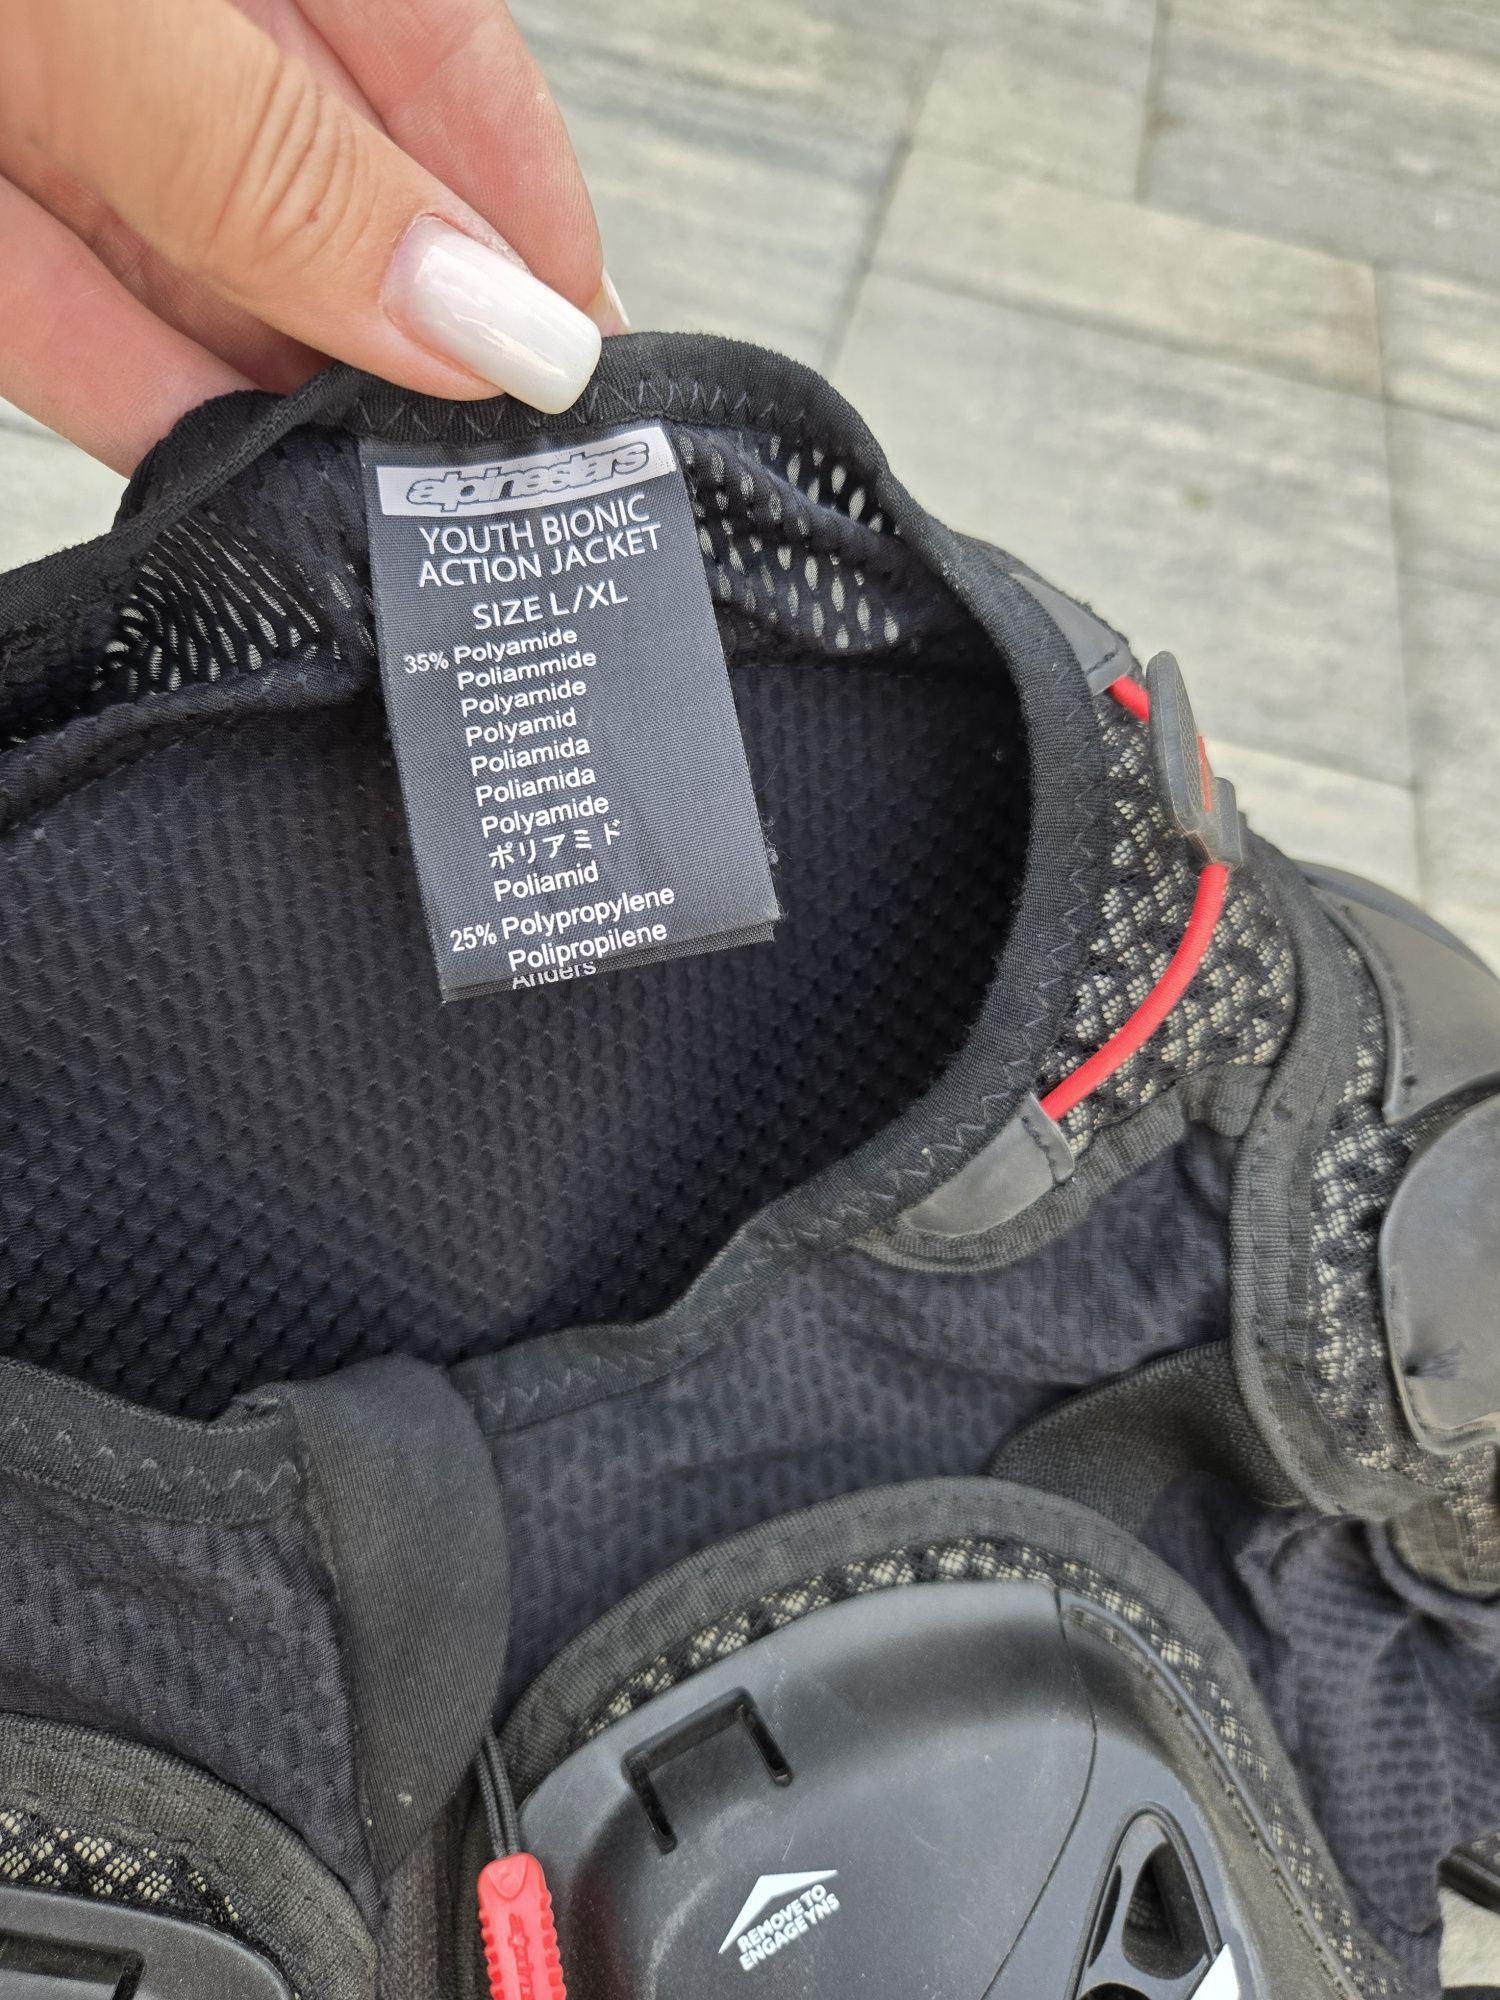 alpinestars
YOUTH BIONIC
ACTION JACKET
SIZE L/XL
35% Polyamide
Poliammide
Polyamide
Polyamid
Poliamida
Poliamida
Polyamide
ポリアミド
Poliamid
25% Polypropylene
Polipropilene
Anders
REMOVE TO
ENGAGE YNS